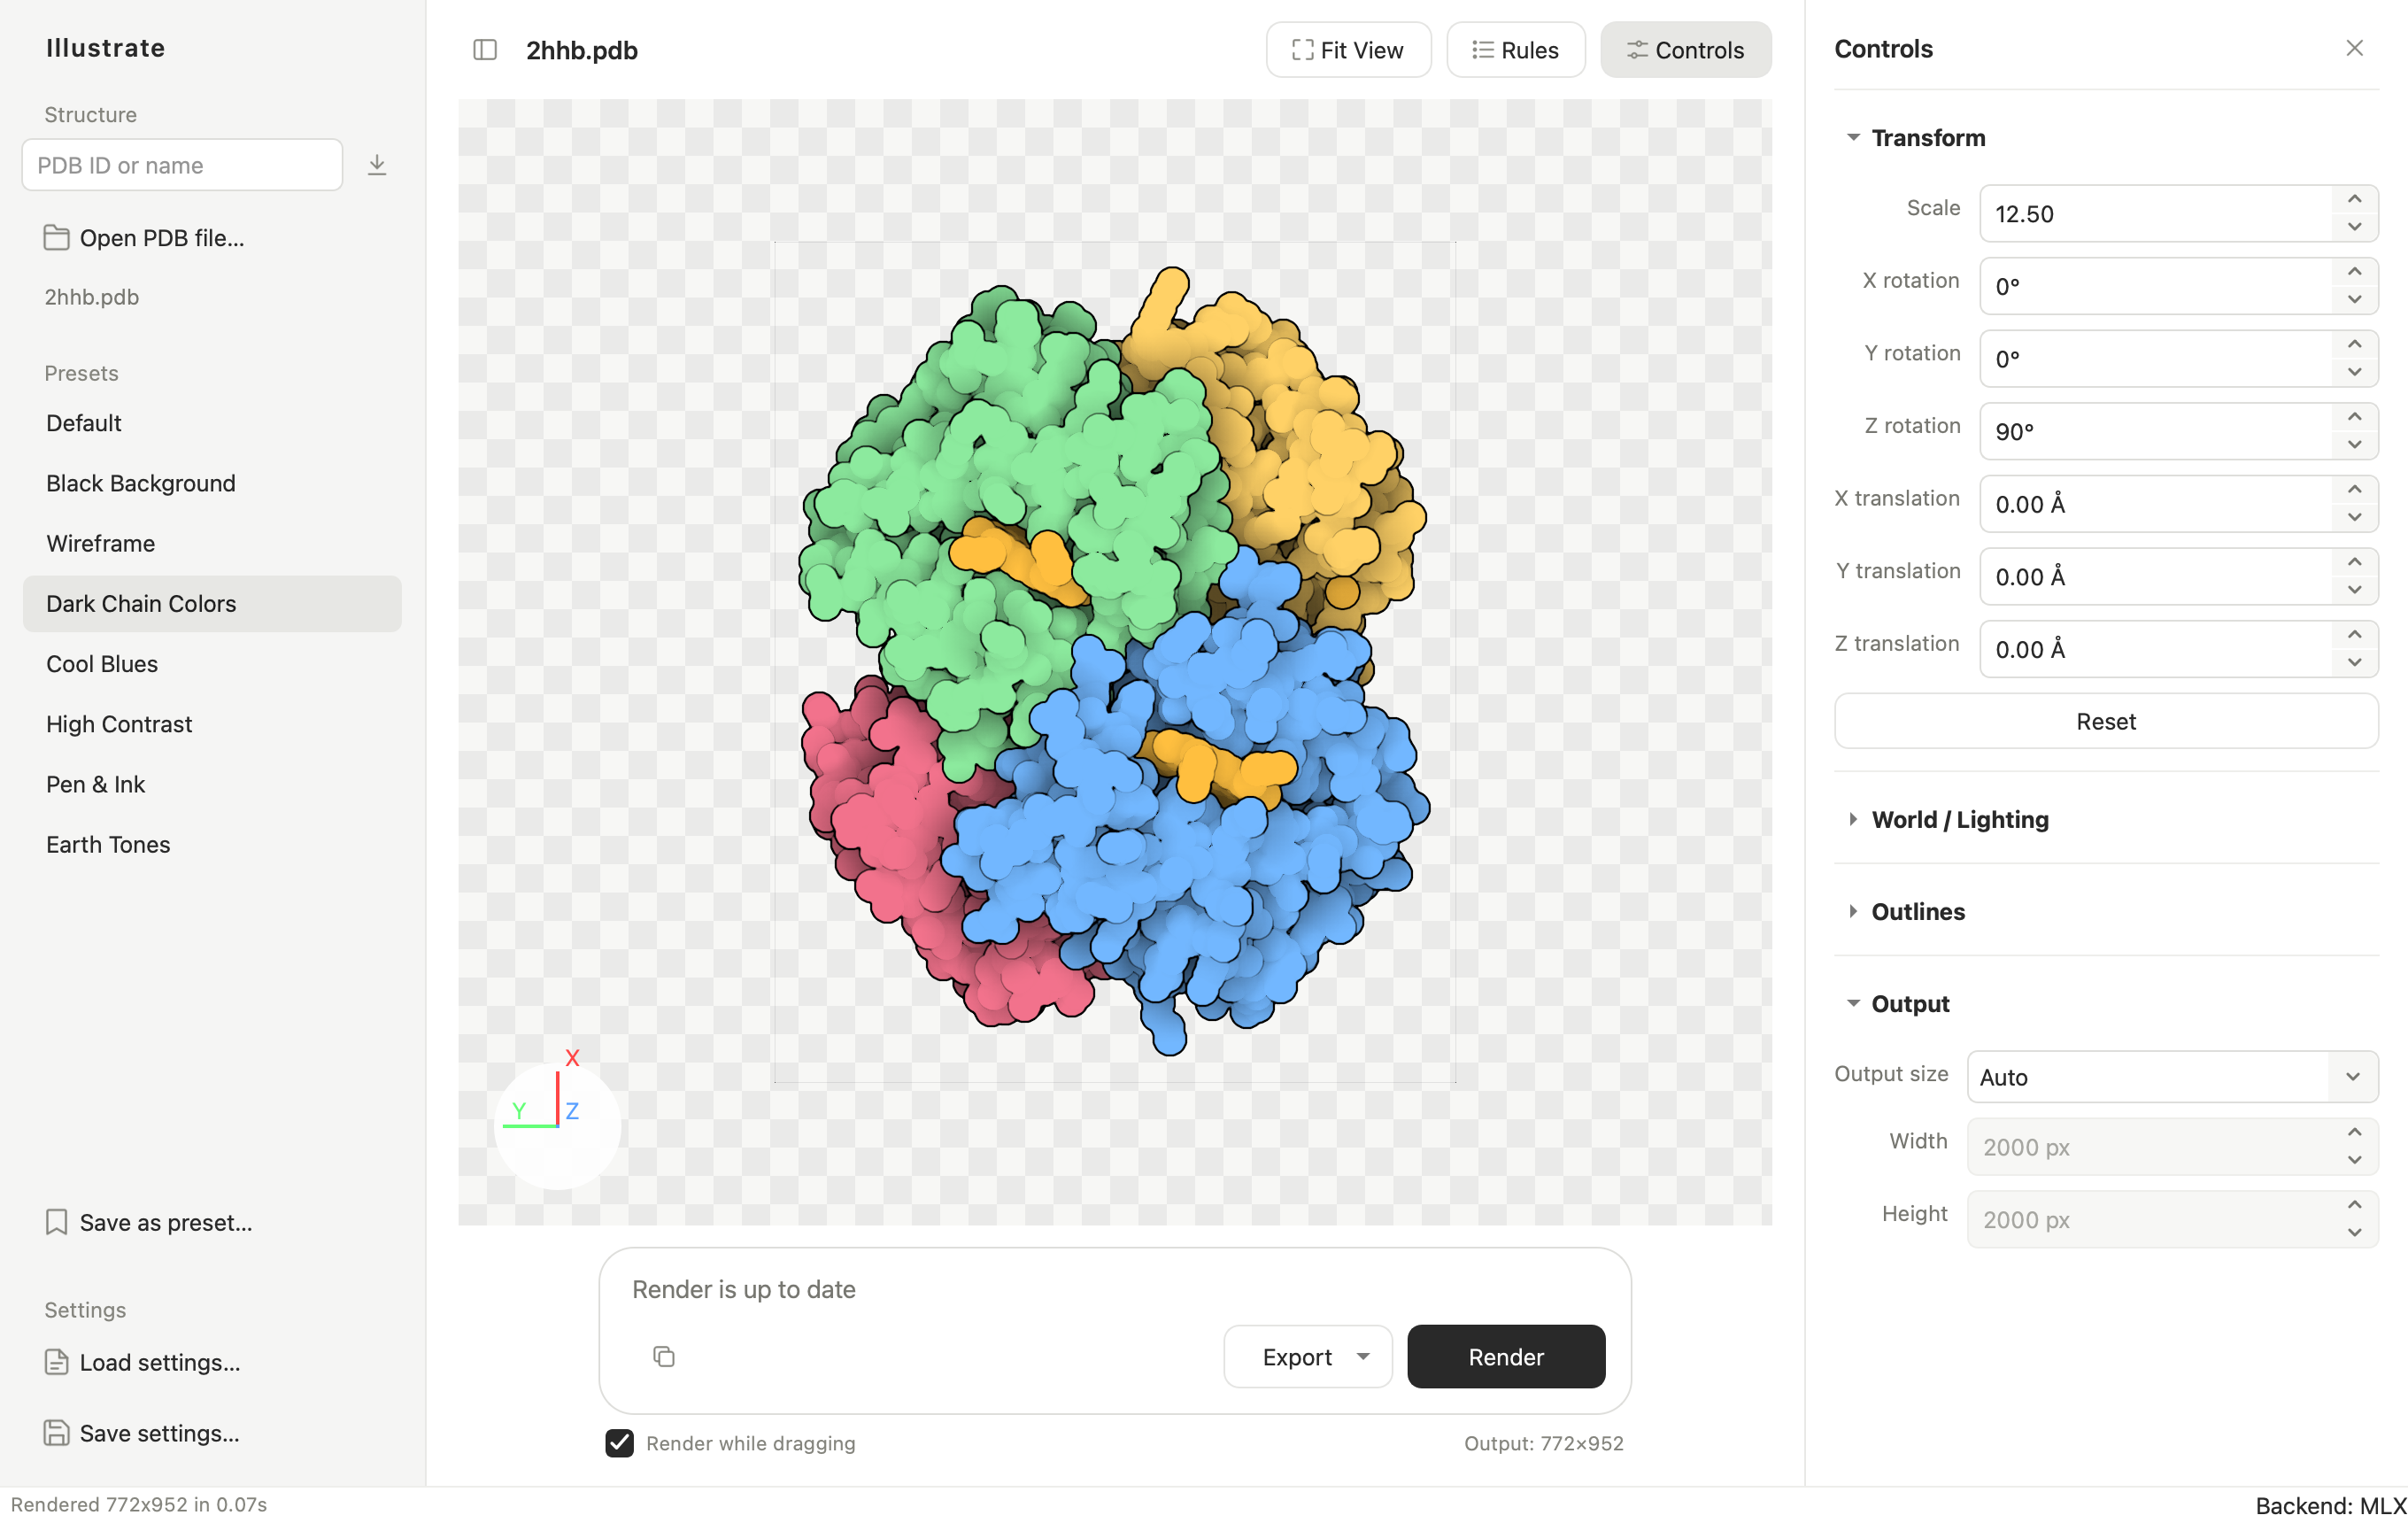 Illustrate
Structure
PDB ID or name
Open PDB file...
2hhb.pdb
Presets
Default
Black Background
Wireframe
Dark Chain Colors
Cool Blues
High Contrast
Pen & Ink
Earth Tones
Save as preset...
Settings
Load settings...
Save settings...
2hhb.pdb
Fit View
Rules
Controls
X
Y
Z
Render is up to date
Export
Render
Render while dragging
Output: 772×952
Controls
Transform
Scale 12.50
X rotation 0°
Y rotation 0°
Z rotation 90°
X translation 0.00 Å
Y translation 0.00 Å
Z translation 0.00 Å
Reset
World / Lighting
Outlines
Output
Output size Auto
Width 2000 px
Height 2000 px
Rendered 772x952 in 0.07s
Backend: MLX